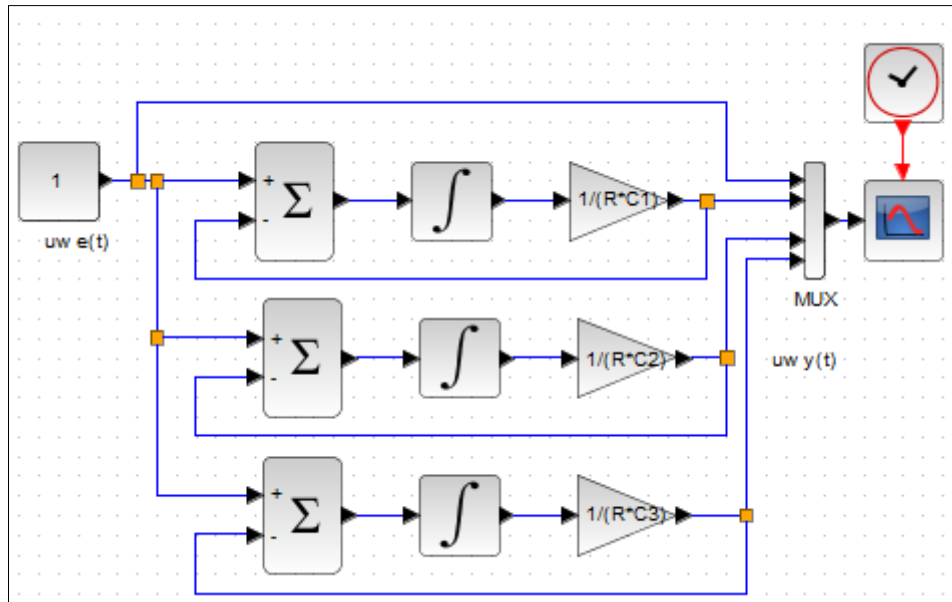 1
uw e(t)
+
-
Σ
∫
1/(R*C1)
MUX
+
-
Σ
∫
1/(R*C2)
uw y(t)
+
-
Σ
∫
1/(R*C3)